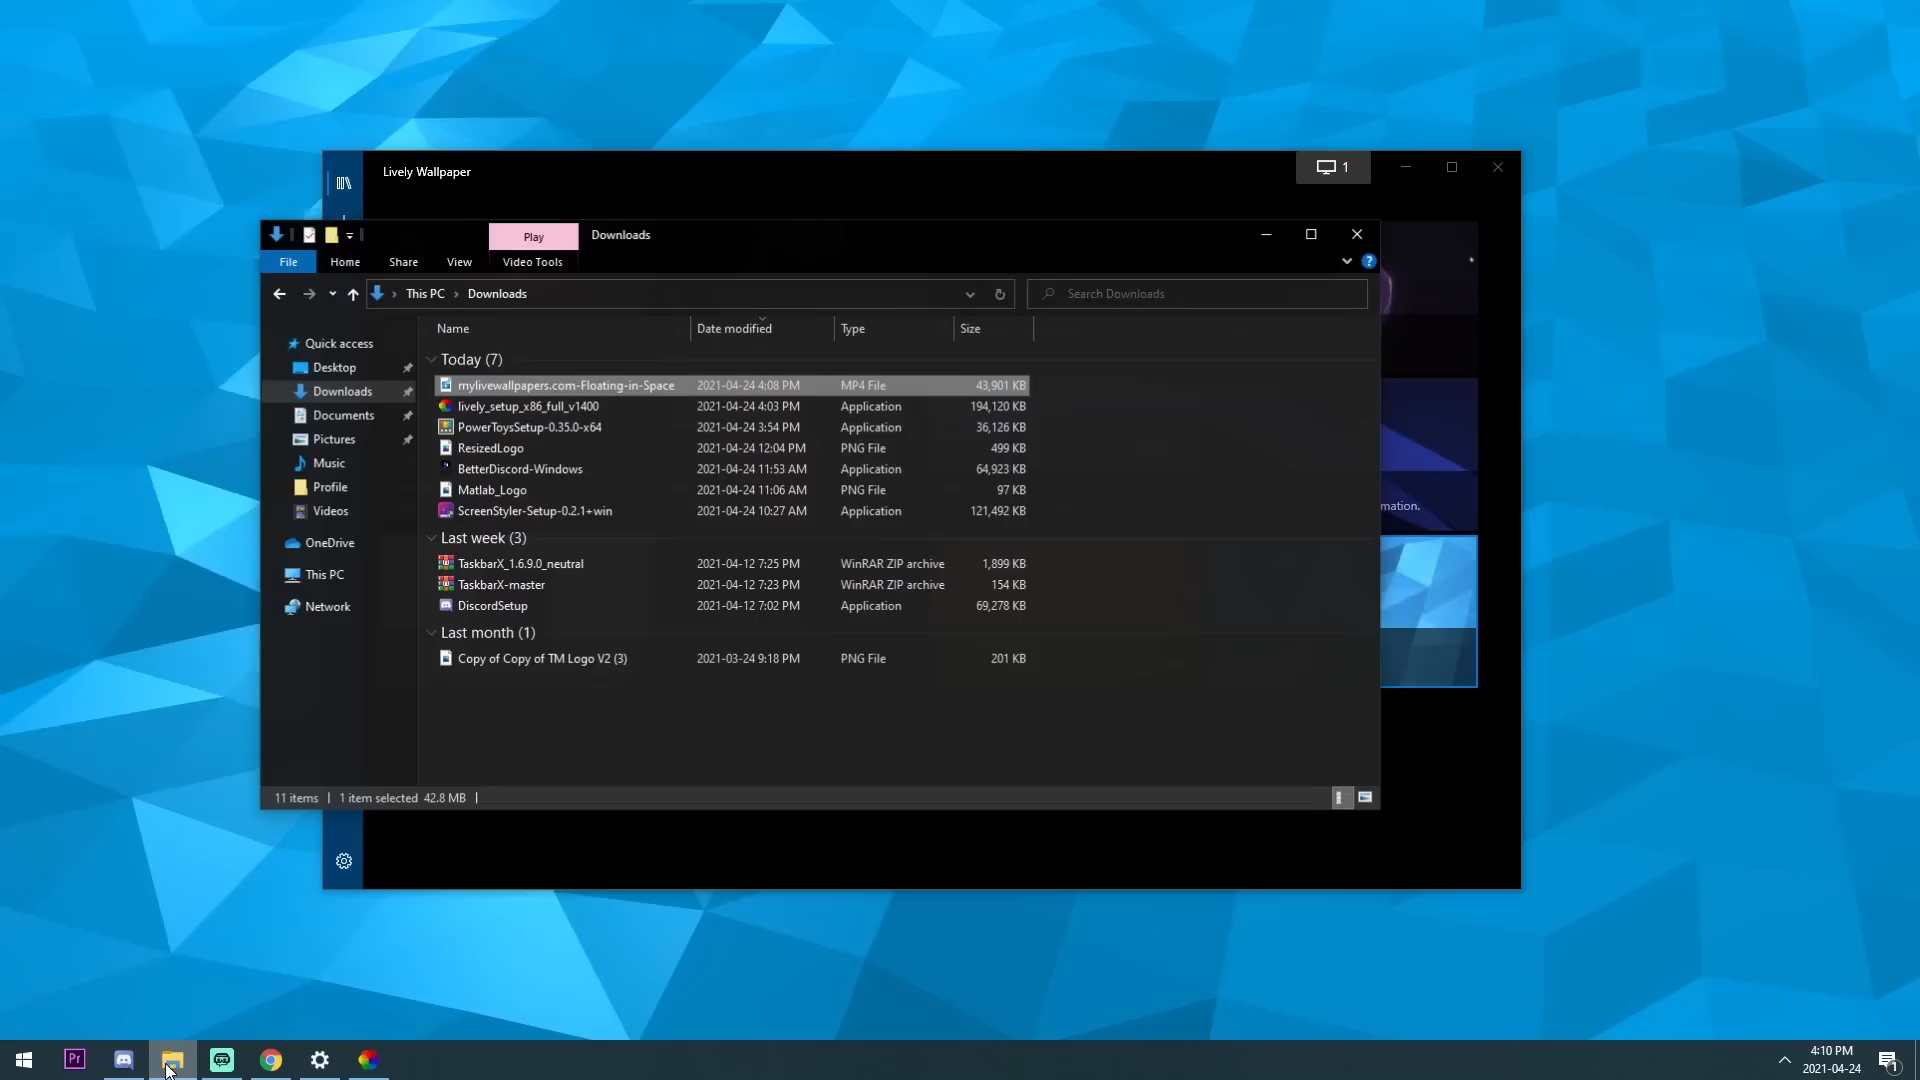 Lively Wallpaper
1
Play
Downloads
File
Home
Share
View
Video Tools
This PC
Downloads
Search Downloads
Name
Date modified
Type
Size
Quick access
Desktop
Downloads
Documents
Pictures
Music
Profile
Videos
OneDrive
This PC
Network
Today (7)
mylivewallpapers.com-Floating-in-Space 2021-04-24 4:08 PM MP4 File 43,901 KB
lively_setup_x86_full_v1400 2021-04-24 4:03 PM Application 194,120 KB
PowerToysSetup-0.35.0-x64 2021-04-24 3:54 PM Application 36,126 KB
ResizedLogo 2021-04-24 12:04 PM PNG File 499 KB
BetterDiscord-Windows 2021-04-24 11:53 AM Application 64,923 KB
Matlab_Logo 2021-04-24 11:06 AM PNG File 97 KB
ScreenStyler-Setup-0.2.1+win 2021-04-24 10:27 AM Application 121,492 KB
Last week (3)
TaskbarX_1.6.9.0_neutral 2021-04-12 7:25 PM WinRAR ZIP archive 1,899 KB
TaskbarX-master 2021-04-12 7:23 PM WinRAR ZIP archive 154 KB
DiscordSetup 2021-04-12 7:02 PM Application 69,278 KB
Last month (1)
Copy of Copy of TM Logo V2 (3) 2021-03-24 9:18 PM PNG File 201 KB
mation.
11 items
1 item selected 42.8 MB
Pr
4:10 PM
2021-04-24
1